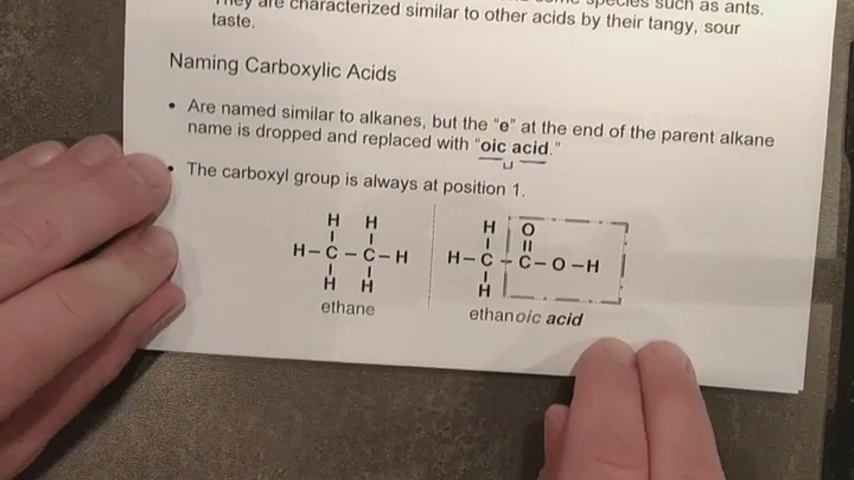 They are characterized similar to other acids by their tangy, sour
taste.
Naming Carboxylic Acids
• Are named similar to alkanes, but the "e" at the end of the parent alkane
name is dropped and replaced with "oic acid."
• The carboxyl group is always at position 1.
H H H O
H-C-C-H H-C-C-O-H
H H H
ethane ethanoic acid